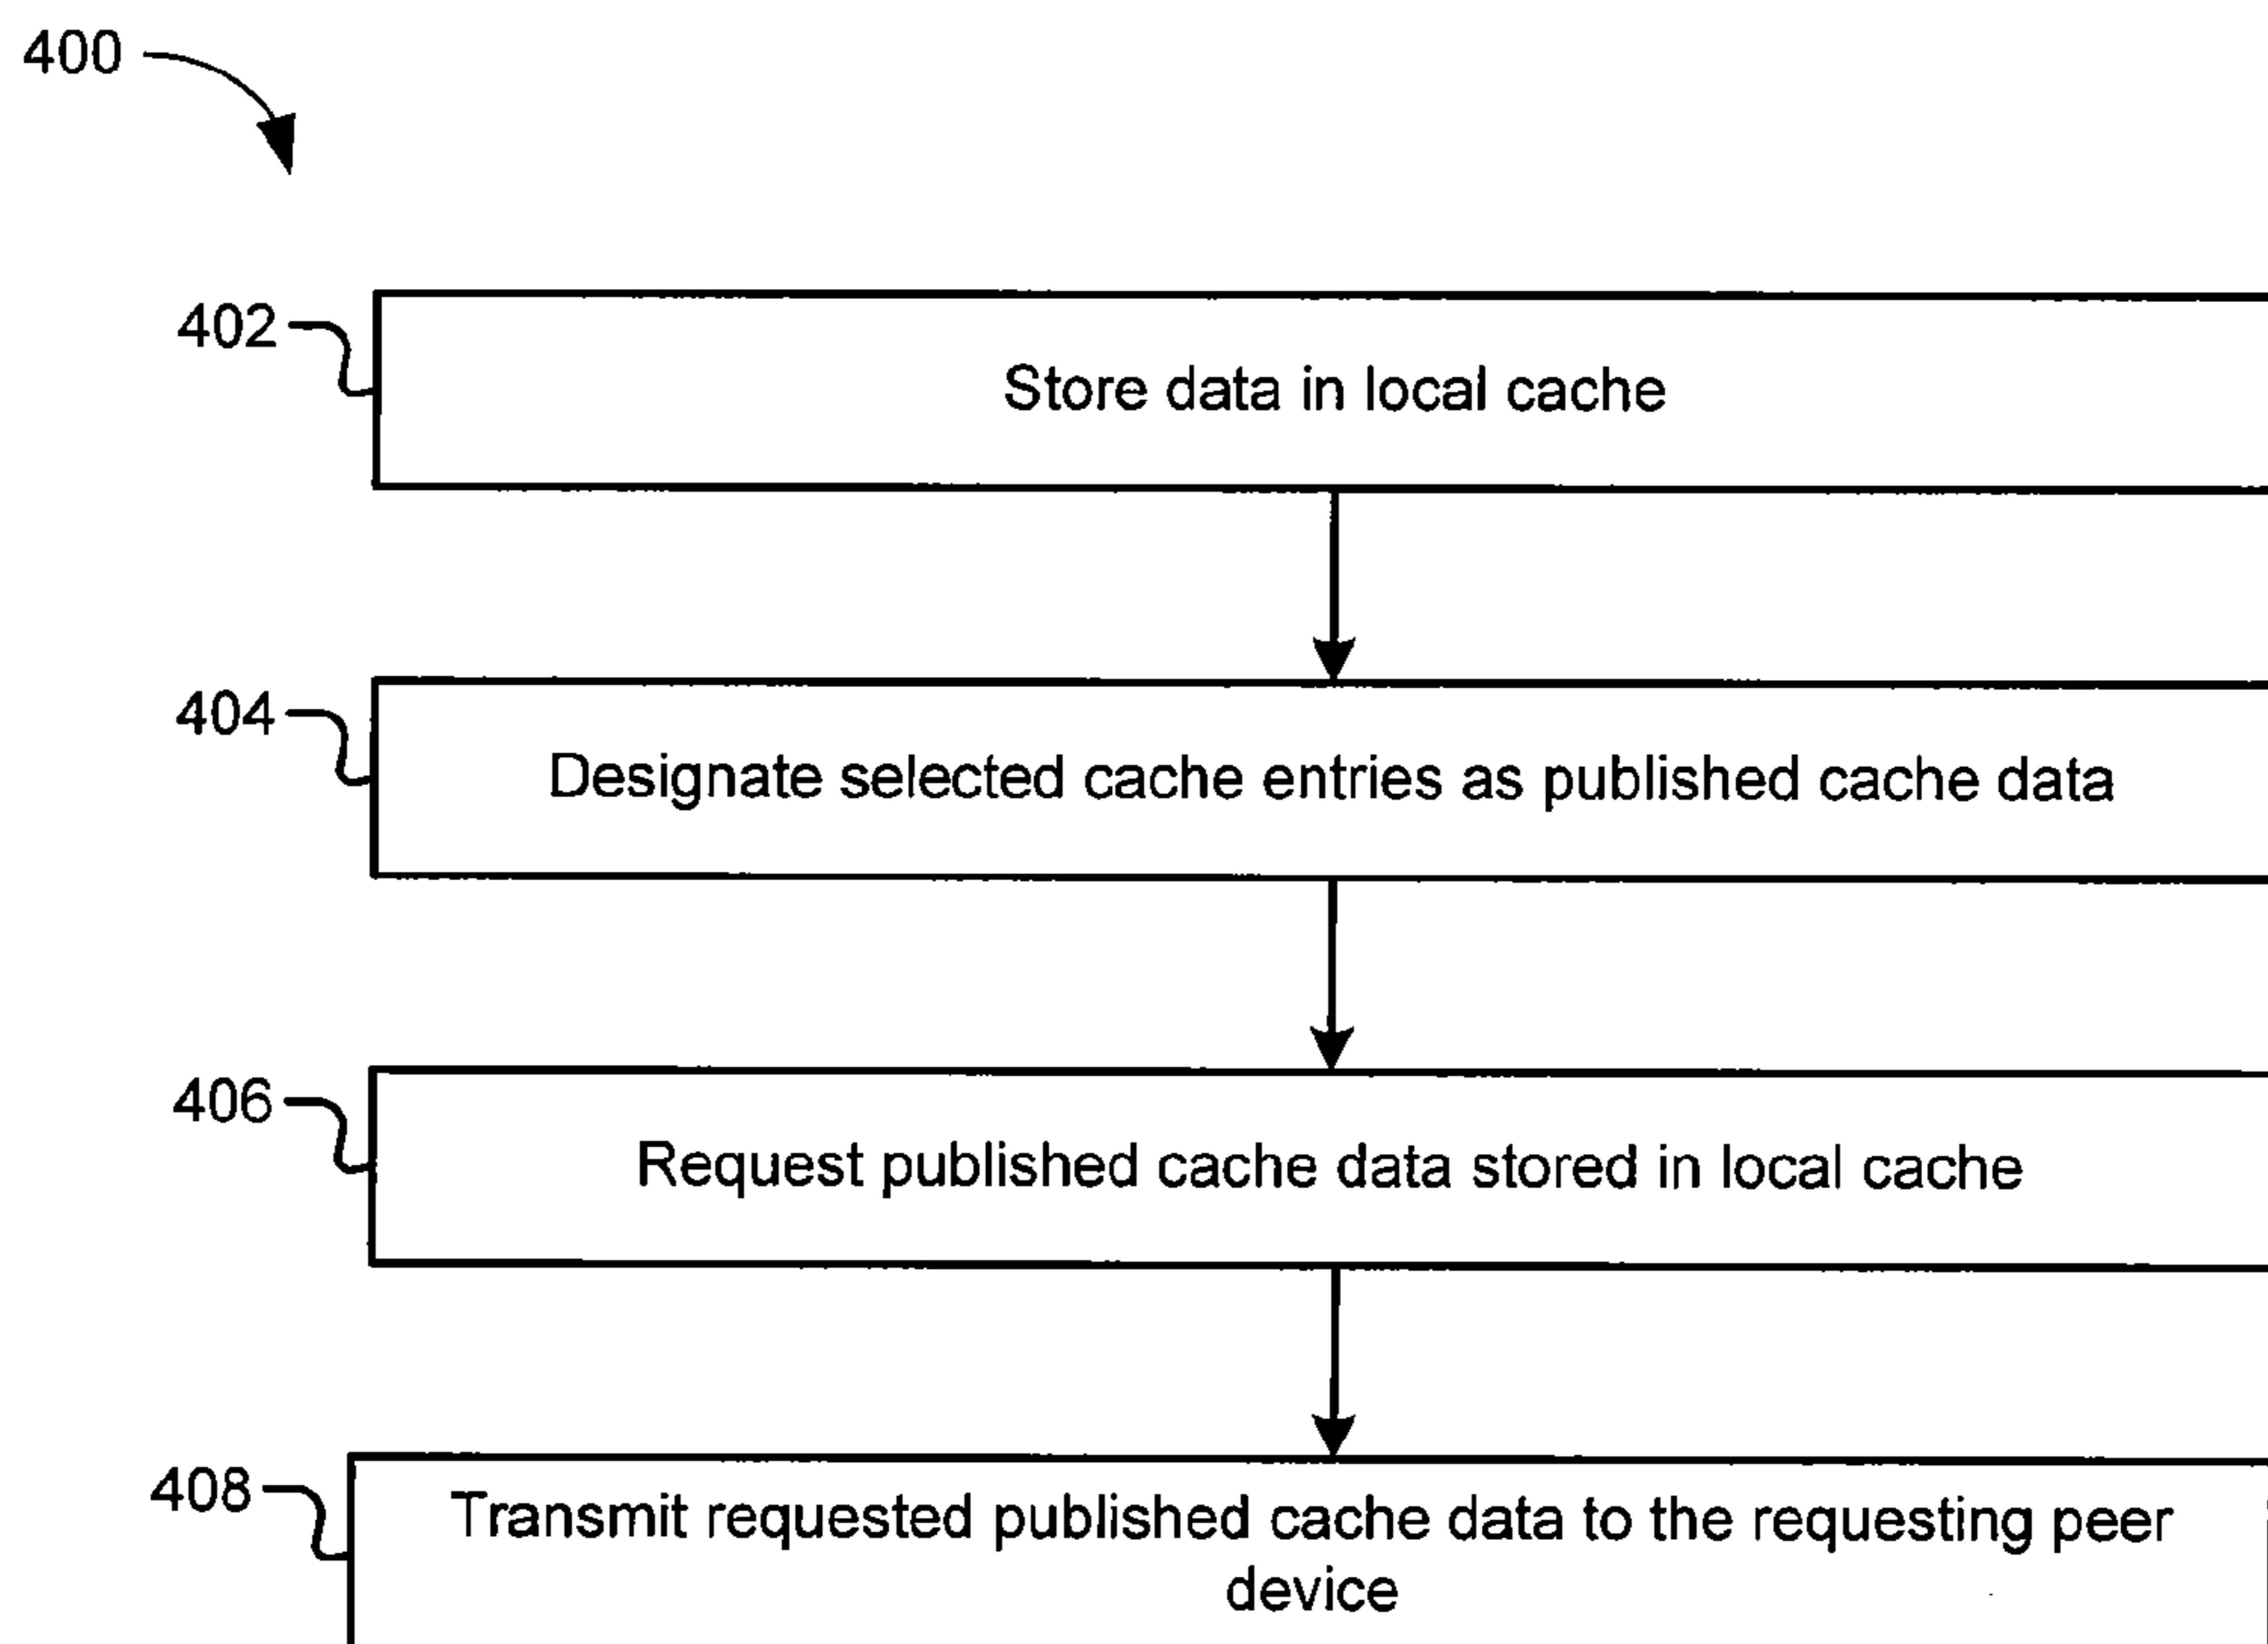 400
402
Store data in local cache
404
Designate selected cache entries as published cache data
406
Request published cache data stored in local cache
408
Transmit requested published cache data to the requesting peer
device